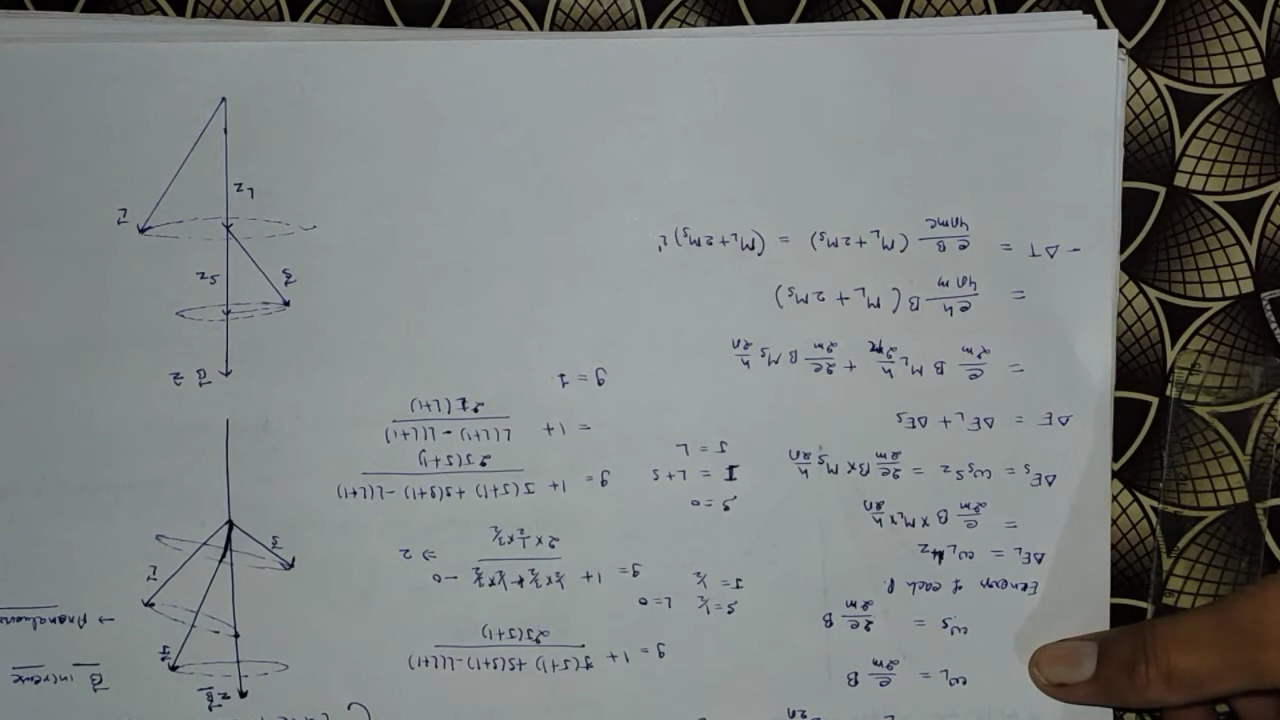 ω_L = e/2m B
ω_S = 2e/2m B
Energy of each
ΔE_L = ω_L L_z
= e/2m B × M_L × h/2π
ΔE_S = ω_S S_z = 2e/2m B × M_S h/2π
ΔE = ΔE_L + ΔE_S
= e/2m B M_L h/2π + 2e/2m B M_S h/2π
= eh/4πm B (M_L + 2M_S)
-ΔT = eB/4πmc (M_L + 2M_S) = (M_L + 2M_S) L'
g = 1 + J(J+1) + S(S+1) - L(L+1) / 2J(J+1)
S = 1/2 L = 0
J = 1/2
g = 1 + 1/2 × 3/2 + 1/2 × 3/2 - 0 / 2 × 1/2 × 3/2 ⇒ 2
S = 0
J = L + S
J = L
g = 1 + J(J+1) + S(S+1) - L(L+1) / 2J(J+1)
= 1 + L(L+1) - L(L+1) / 2L(L+1)
g = 1
Z B
J
L
S
B Z
S_z
S
L_z
L
B increase
→ Anomalous